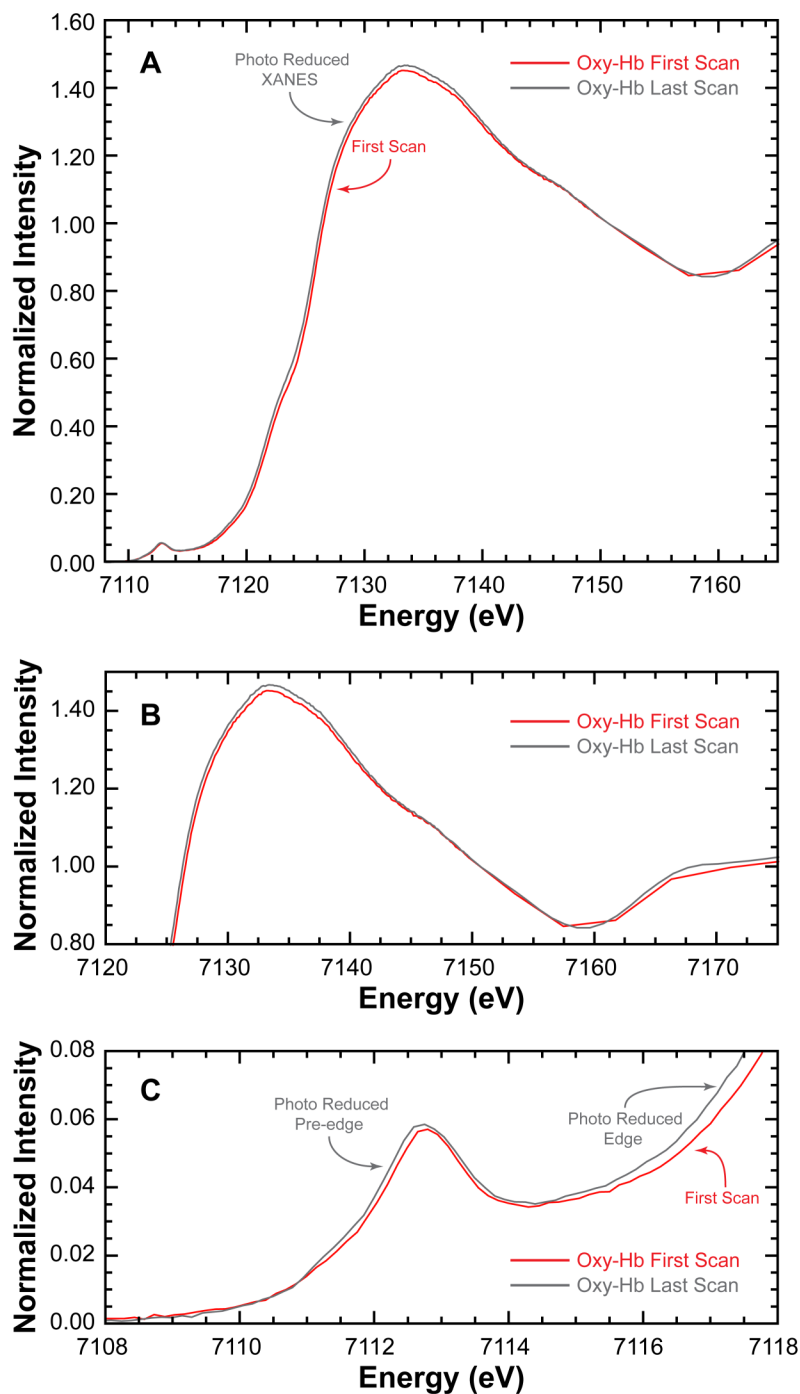 A
Photo Reduced
XANES
First Scan
Oxy-Hb First Scan
Oxy-Hb Last Scan
1.60
1.40
1.20
1.00
0.80
0.60
0.40
0.20
0.00
Normalized Intensity
7110 7120 7130 7140 7150 7160
Energy (eV)
B
Oxy-Hb First Scan
Oxy-Hb Last Scan
1.40
1.20
1.00
0.80
Normalized Intensity
7120 7130 7140 7150 7160 7170
Energy (eV)
C
Photo Reduced
Pre-edge
Photo Reduced
Edge
First Scan
Oxy-Hb First Scan
Oxy-Hb Last Scan
0.08
0.06
0.04
0.02
0.00
Normalized Intensity
7108 7110 7112 7114 7116 7118
Energy (eV)